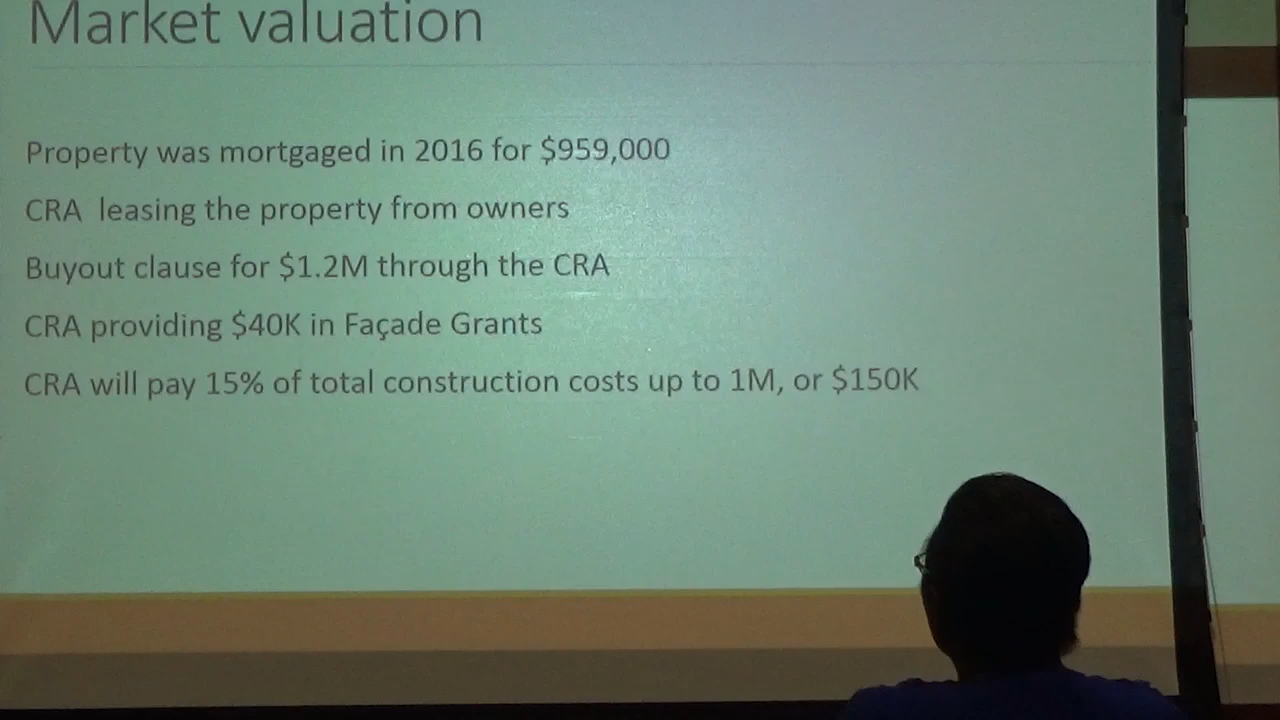 Market valuation
Property was mortgaged in 2016 for $959,000
CRA leasing the property from owners
Buyout clause for $1.2M through the CRA
CRA providing $40K in Façade Grants
CRA will pay 15% of total construction costs up to 1M, or $150K